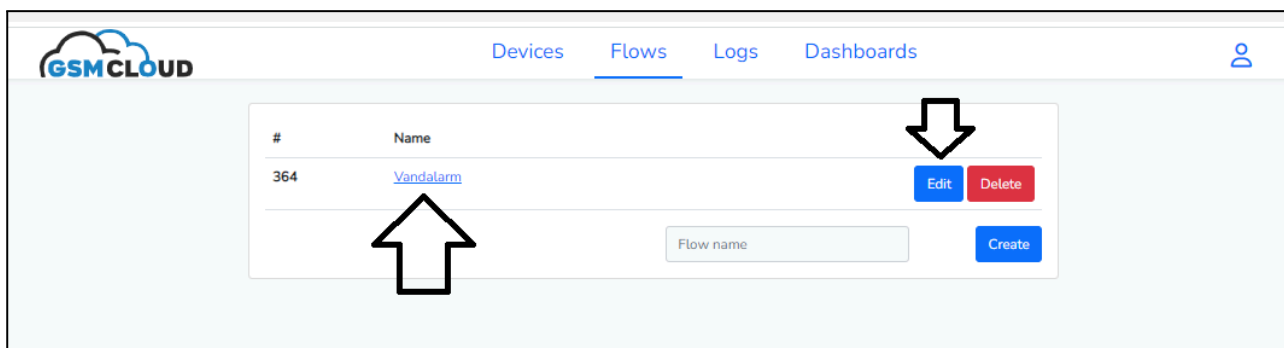 GSMCLOUD
Devices Flows Logs Dashboards
# Name
364 Vandalarm Edit Delete
Flow name Create